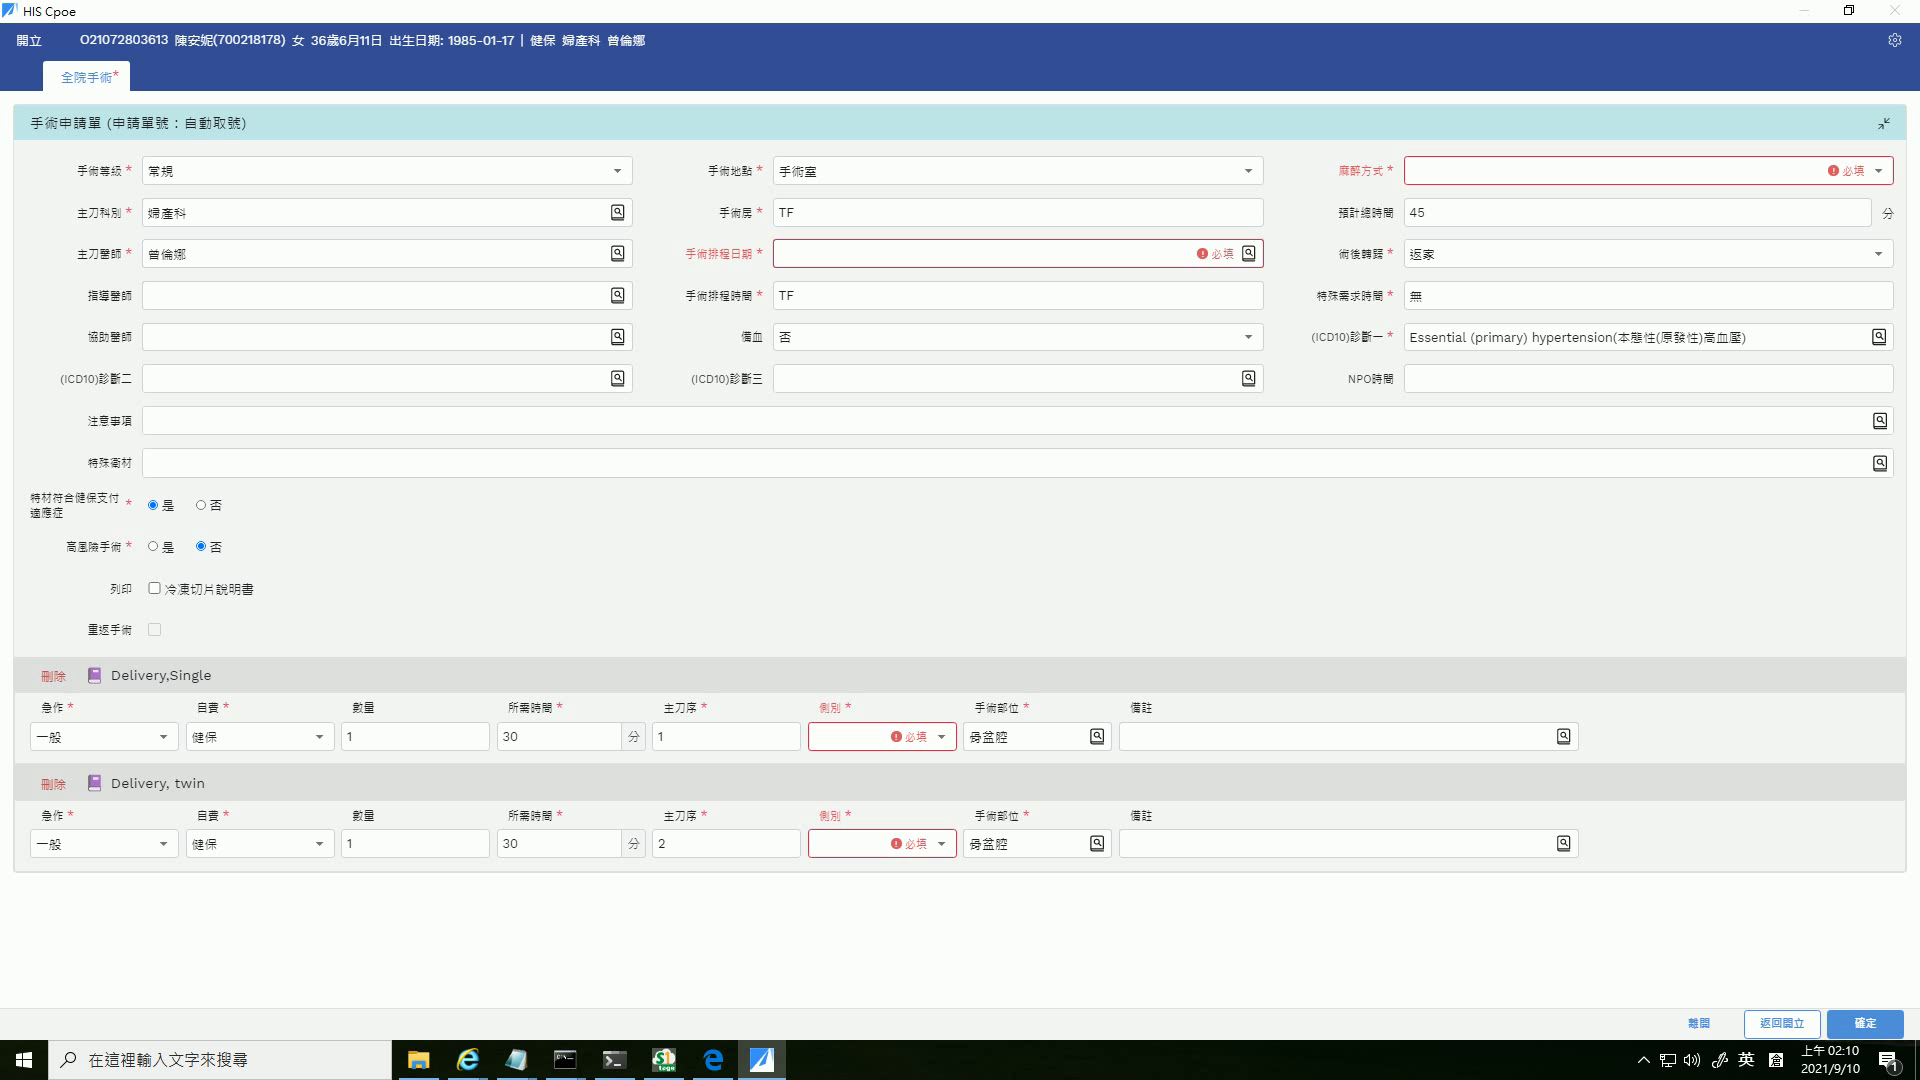 HIS Cpoe
開立 O21072803613 陳安妮(700218178) 女 36歲6月11日 出生日期: 1985-01-17 | 健保 婦產科 曾倫娜
全院手術*
手術申請單 (申請單號：自動取號)
手術等級 * 常規 手術地點 * 手術室 麻醉方式 * 必填
主刀科別 * 婦產科 手術房 * TF 預計總時間 45 分
主刀醫師 * 曾倫娜 手術排程日期 * 必填 術後轉歸 * 返家
指導醫師 手術排程時間 * TF 特殊需求時間 * 無
協助醫師 備血 否 (ICD10)診斷一 * Essential (primary) hypertension(本態性(原發性)高血壓)
(ICD10)診斷二 (ICD10)診斷三 NPO時間
注意事項
特殊衛材
特材符合健保支付
適應症 * 是 否
高風險手術 * 是 否
列印 冷凍切片說明書
重返手術
刪除 Delivery,Single
急作 * 自費 * 數量 所需時間 * 主刀序 * 側別 * 手術部位 * 備註
一般 健保 1 30 分 1 必填 骨盆腔
刪除 Delivery, twin
急作 * 自費 * 數量 所需時間 * 主刀序 * 側別 * 手術部位 * 備註
一般 健保 1 30 分 2 必填 骨盆腔
離開 返回開立 確定
在這裡輸入文字來搜尋 英 上午 02:10
2021/9/10 1